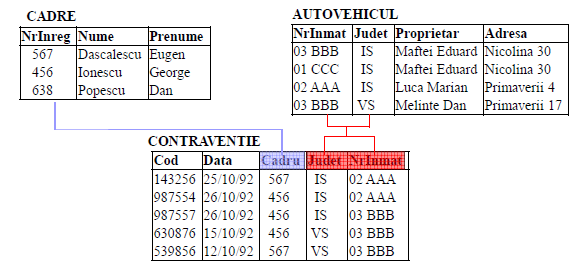 CADRE
NrInreg Nume Prenume
567 Dascalescu Eugen
456 Ionescu George
638 Popescu Dan
AUTOVEHICUL
NrInmat Judet Proprietar Adresa
03 BBB IS Maftei Eduard Nicolina 30
01 CCC IS Maftei Eduard Nicolina 30
02 AAA IS Luca Marian Primaverii 4
03 BBB VS Melinte Dan Primaverii 17
CONTRAVENTIE
Cod Data Cadru Judet NrInmat
143256 25/10/92 567 IS 02 AAA
987554 26/10/92 456 IS 02 AAA
987557 26/10/92 456 IS 03 BBB
630876 15/10/92 456 VS 03 BBB
539856 12/10/92 567 VS 03 BBB